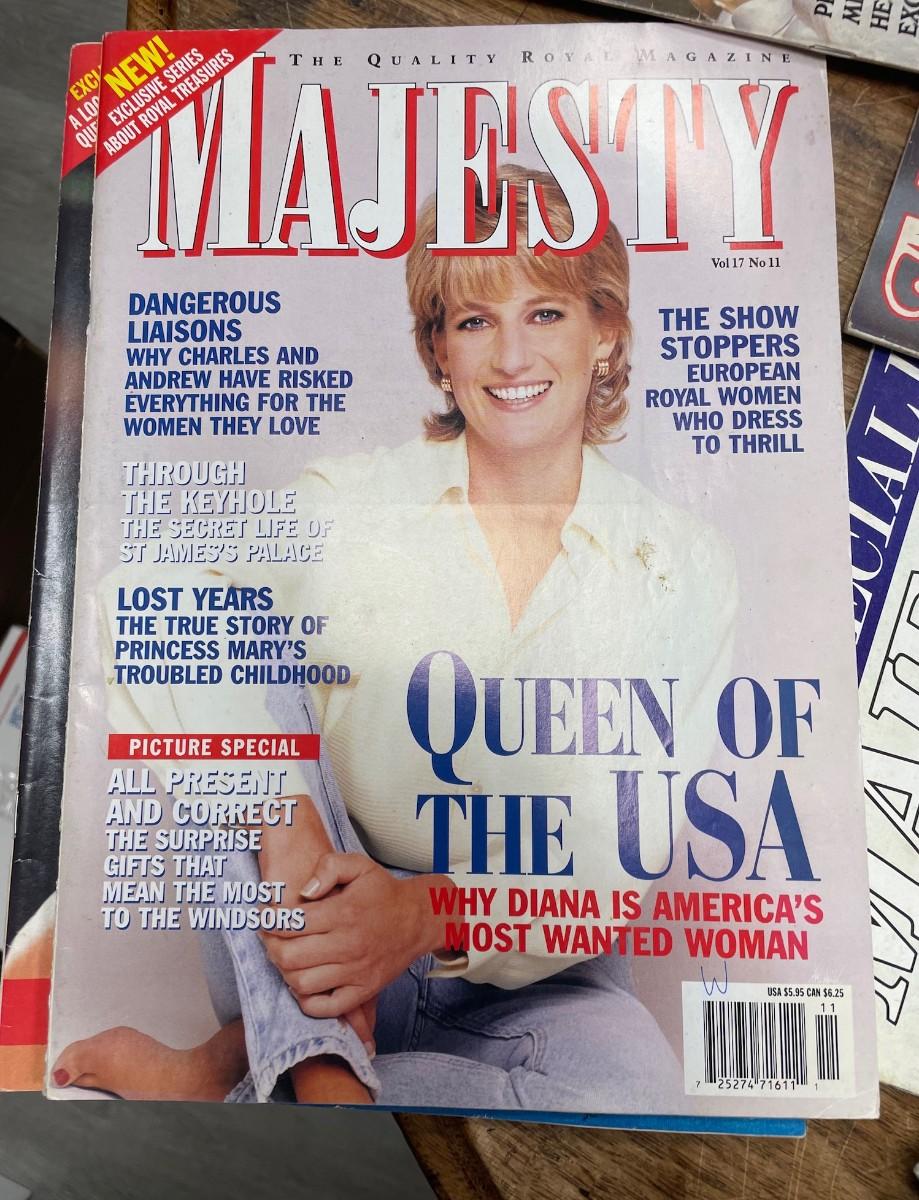 NEW!
EXCLUSIVE SERIES
ABOUT ROYAL TREASURES
THE QUALITY ROYAL MAGAZINE
MAJESTY
Vol 17 No 11
DANGEROUS
LIAISONS
WHY CHARLES AND
ANDREW HAVE RISKED
EVERYTHING FOR THE
WOMEN THEY LOVE
THROUGH
THE KEYHOLE
THE SECRET LIFE OF
ST JAMES'S PALACE
LOST YEARS
THE TRUE STORY OF
PRINCESS MARY'S
TROUBLED CHILDHOOD
PICTURE SPECIAL
ALL PRESENT
AND CORRECT
THE SURPRISE
GIFTS THAT
MEAN THE MOST
TO THE WINDSORS
THE SHOW
STOPPERS
EUROPEAN
ROYAL WOMEN
WHO DRESS
TO THRILL
QUEEN OF
THE USA
WHY DIANA IS AMERICA'S
MOST WANTED WOMAN
W
USA $5.95 CAN $6.25
11
7 25274 71611 1